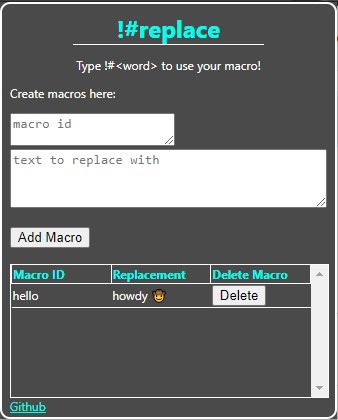 !#replace
Type !#<word> to use your macro!
Create macros here:
macro id
text to replace with
Add Macro
Macro ID Replacement Delete Macro
hello howdy 🤠 Delete
Github